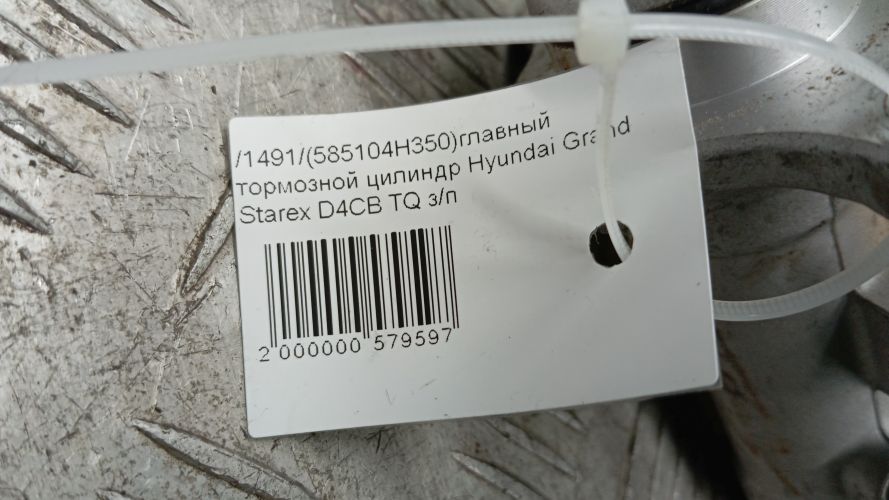 /1491/(585104H350)главный
тормозной цилиндр Hyundai Grand
Starex D4CB TQ з/п
2 000000 579597